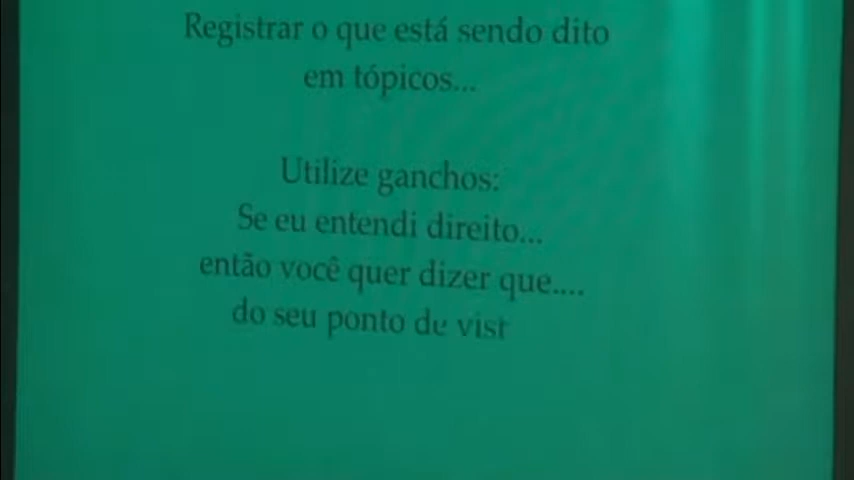 Registrar o que está sendo dito
em tópicos...
Utilize ganchos:
Se eu entendi direito...
então você quer dizer que....
do seu ponto de vist